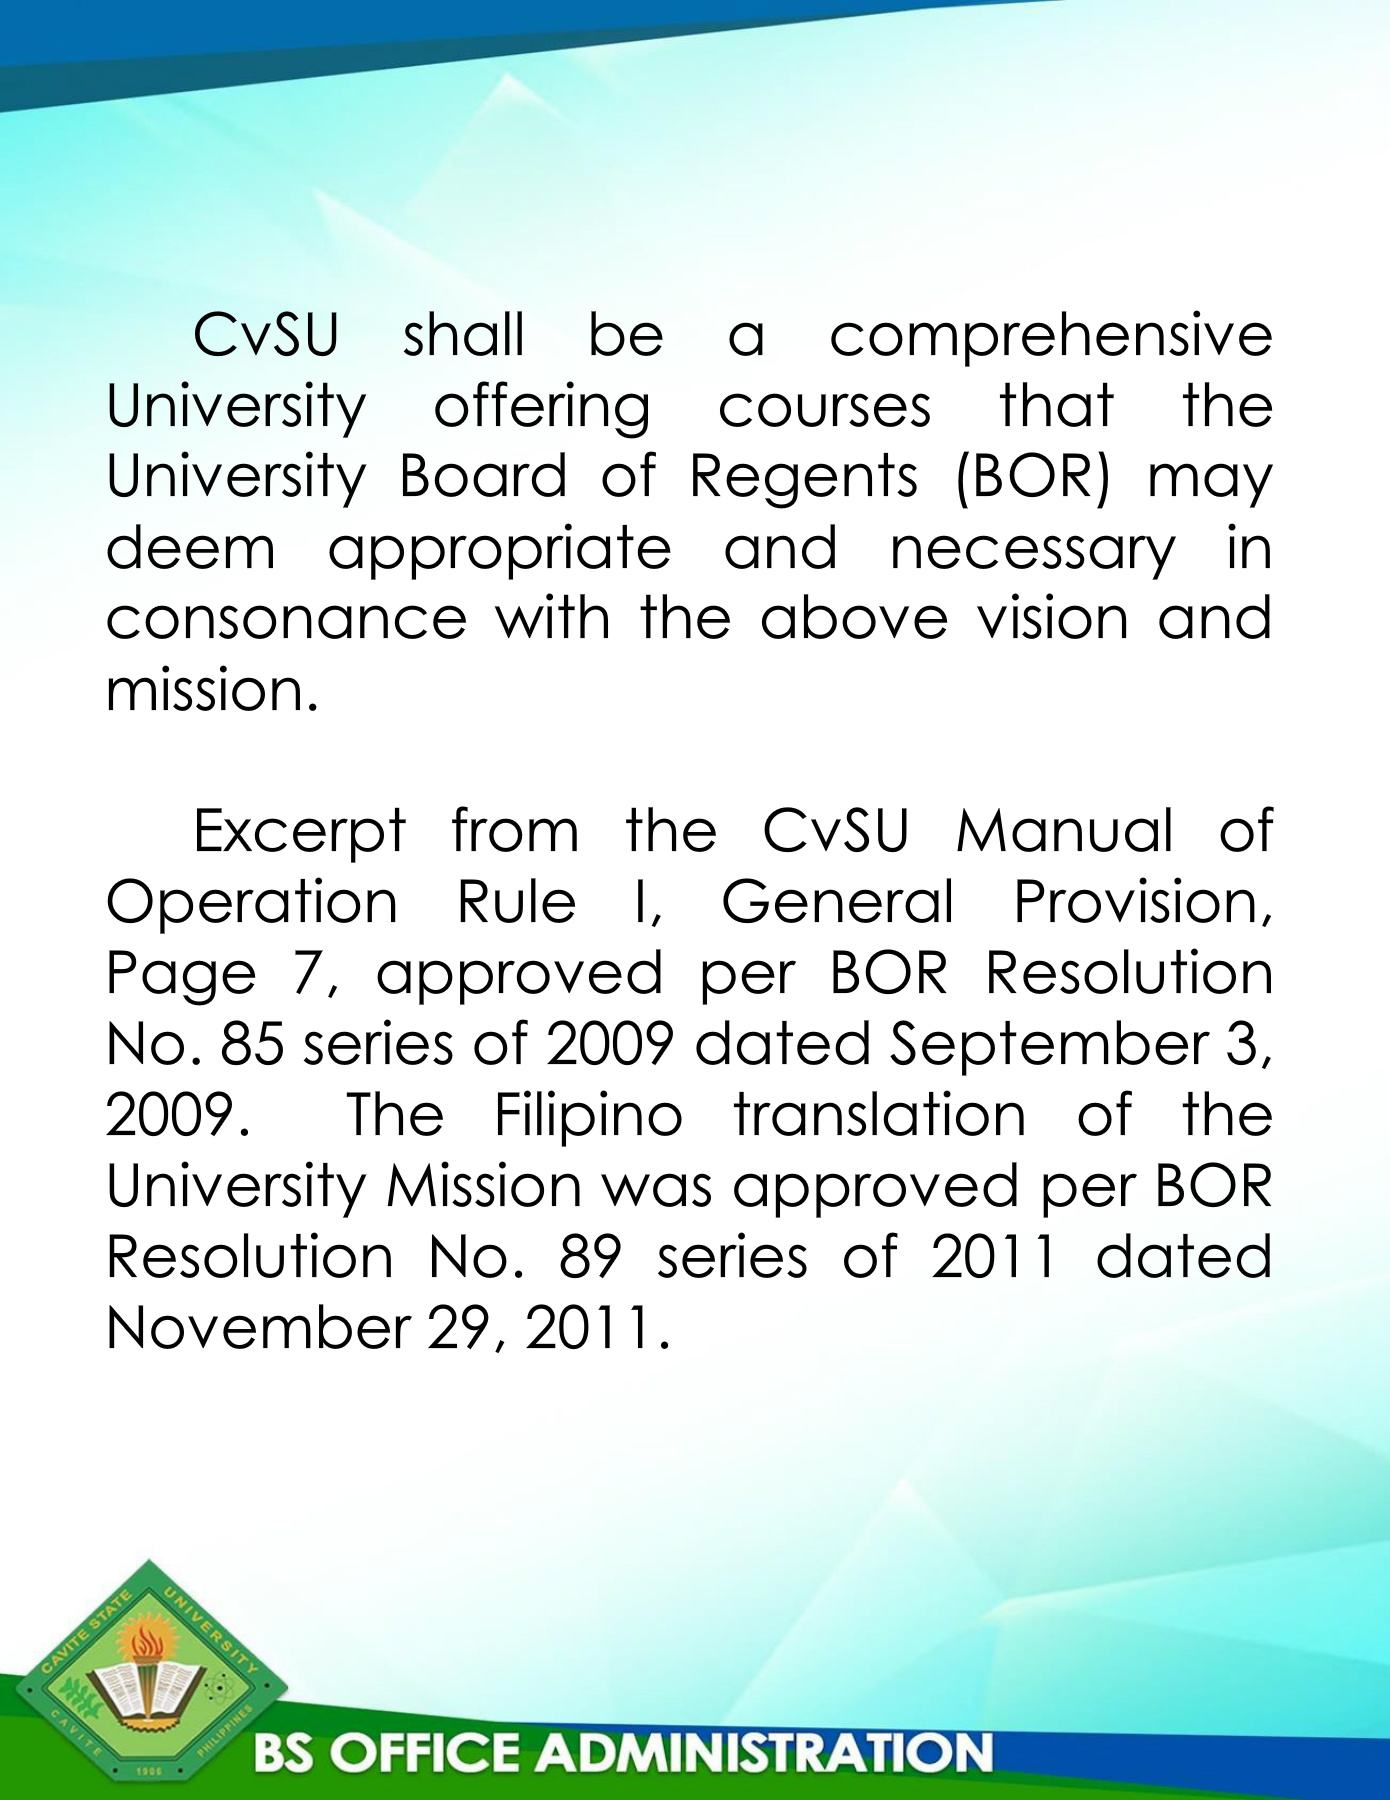 CvSU shall be a comprehensive
University offering courses that the
University Board of Regents (BOR) may
deem appropriate and necessary in
consonance with the above vision and
mission.
Excerpt from the CvSU Manual of
Operation Rule I, General Provision,
Page 7, approved per BOR Resolution
No. 85 series of 2009 dated September 3,
2009. The Filipino translation of the
University Mission was approved per BOR
Resolution No. 89 series of 2011 dated
November 29, 2011.
CAVITE STATE UNIVERSITY
CAVITE 1906 PHILIPPINES
BS OFFICE ADMINISTRATION